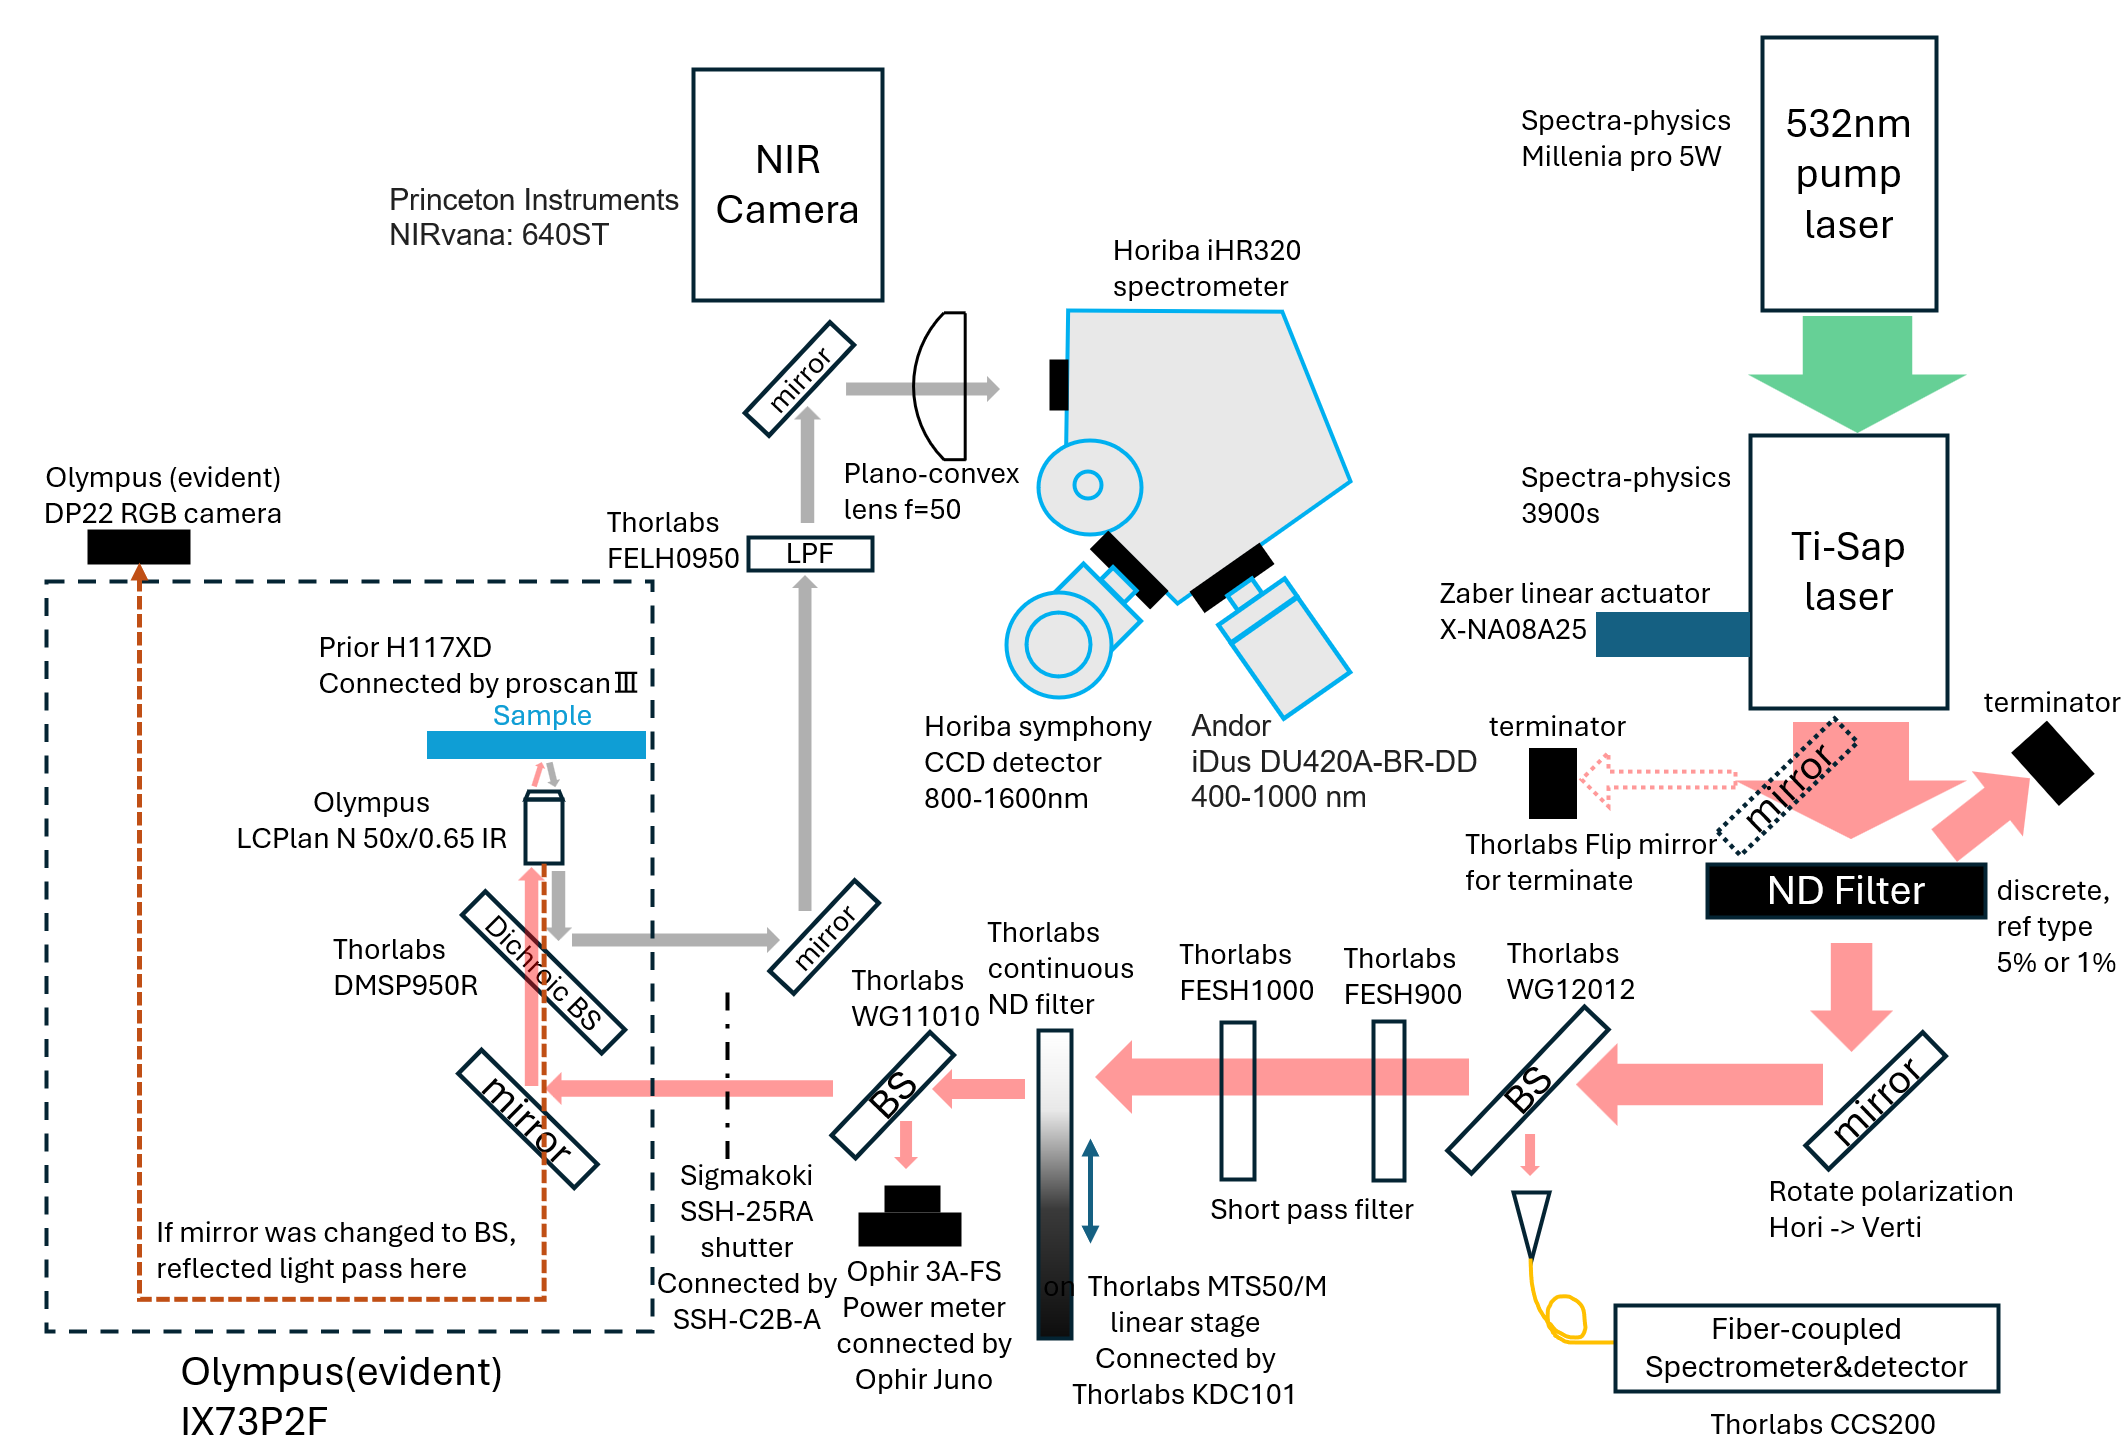 532nm
pump
laser
Spectra-physics
Millenia pro 5W
NIR
Camera
Princeton Instruments
NIRvana: 640ST
Horiba iHR320
spectrometer
mirror
Plano-convex
lens f=50
Olympus (evident)
DP22 RGB camera
Thorlabs
FELH0950
LPF
Spectra-physics
3900s
Ti-Sap
laser
Zaber linear actuator
X-NA08A25
Prior H117XD
Connected by proscanⅢ
Sample
Horiba symphony
CCD detector
800-1600nm
Andor
iDus DU420A-BR-DD
400-1000 nm
terminator
terminator
mirror
Thorlabs Flip mirror
for terminate
Olympus
LCPlan N 50x/0.65 IR
ND Filter
discrete,
ref type
5% or 1%
Thorlabs
DMSP950R
Dichroic BS
mirror
Thorlabs
WG11010
Thorlabs
continuous
ND filter
Thorlabs
FESH1000
Thorlabs
FESH900
Thorlabs
WG12012
mirror
BS
BS
mirror
Short pass filter
Rotate polarization
Hori -> Verti
Sigmakoki
SSH-25RA
shutter
Connected by
SSH-C2B-A
If mirror was changed to BS,
reflected light pass here
Ophir 3A-FS
Power meter
connected by
Ophir Juno
on Thorlabs MTS50/M
linear stage
Connected by
Thorlabs KDC101
Fiber-coupled
Spectrometer&detector
Thorlabs CCS200
Olympus(evident)
IX73P2F